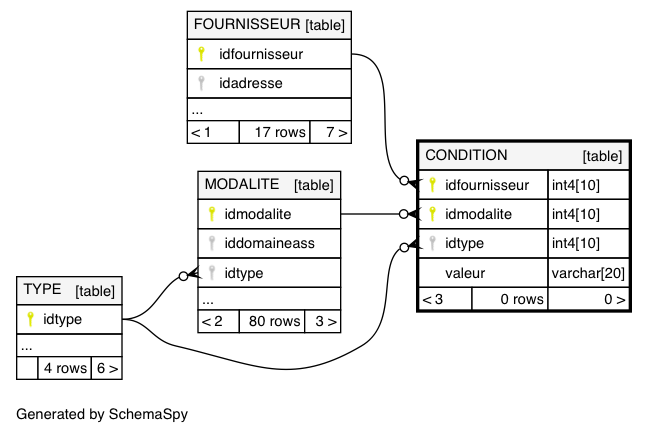 FOURNISSEUR [table]
idfournisseur
idadresse
...
< 1 17 rows 7 >
MODALITE [table]
idmodalite
iddomaineass
idtype
...
< 2 80 rows 3 >
CONDITION [table]
idfournisseur int4[10]
idmodalite int4[10]
idtype int4[10]
valeur varchar[20]
< 3 0 rows 0 >
TYPE [table]
idtype
...
4 rows 6 >
Generated by SchemaSpy